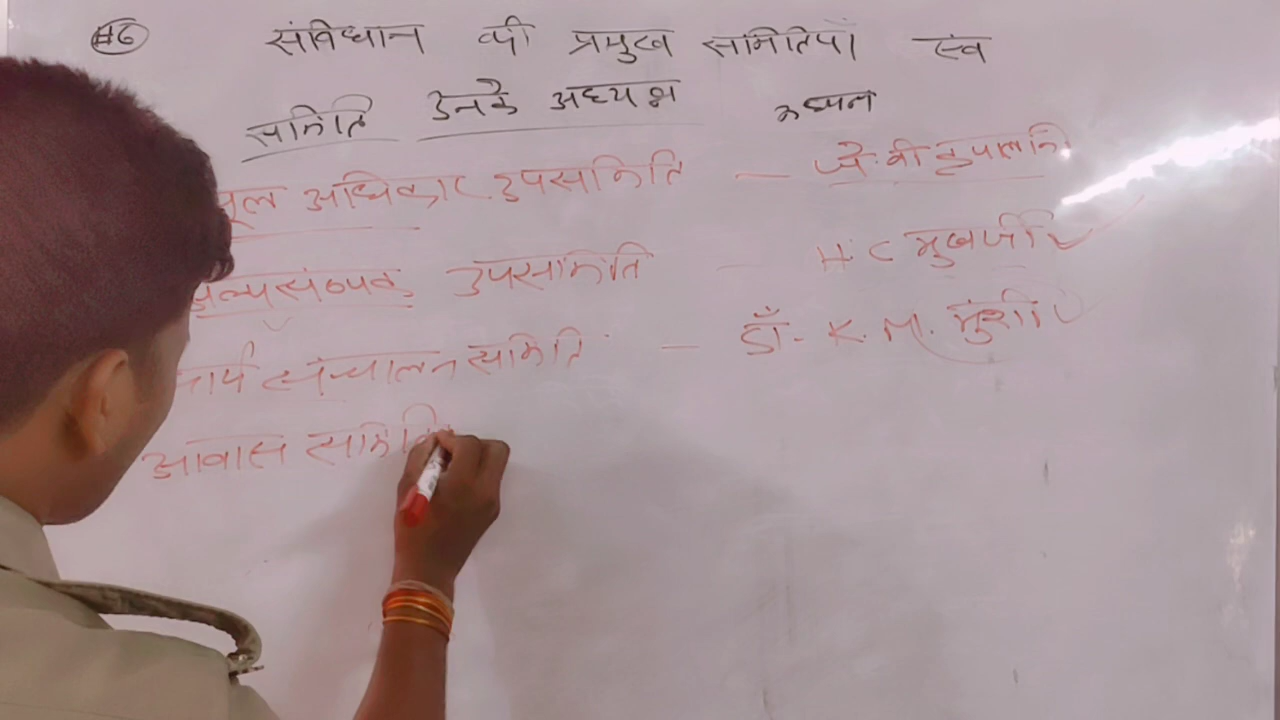 #6 संविधान की प्रमुख समितियाँ एवं
समिति उनके अध्यक्ष अध्यक्ष
मूल अधिकार उपसमिति — जे. बी कृपलानी
अल्पसंख्यक उपसमिति — H.C मुखर्जी
कार्य संचालन समिति — डॉ. K.M. मुंशी
आवास समिति